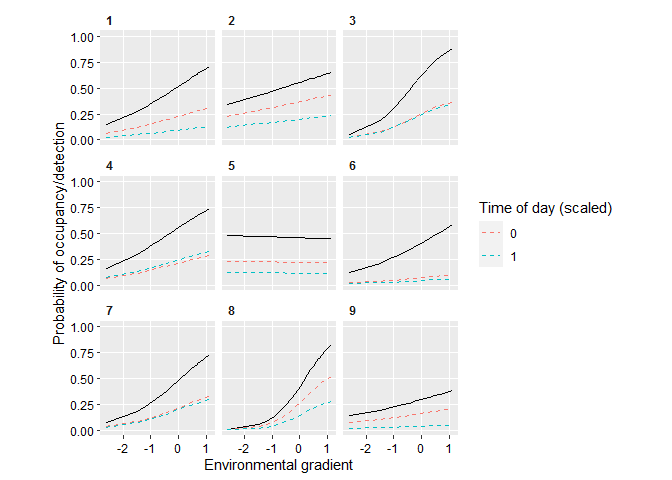 1 2 3
1.00
0.75
0.50
0.25
0.00
4 5 6
1.00
0.75
0.50
0.25
0.00
7 8 9
1.00
0.75
0.50
0.25
0.00
-2 -1 0 1 -2 -1 0 1 -2 -1 0 1
Environmental gradient
Probability of occupancy/detection
Time of day (scaled)
0
1